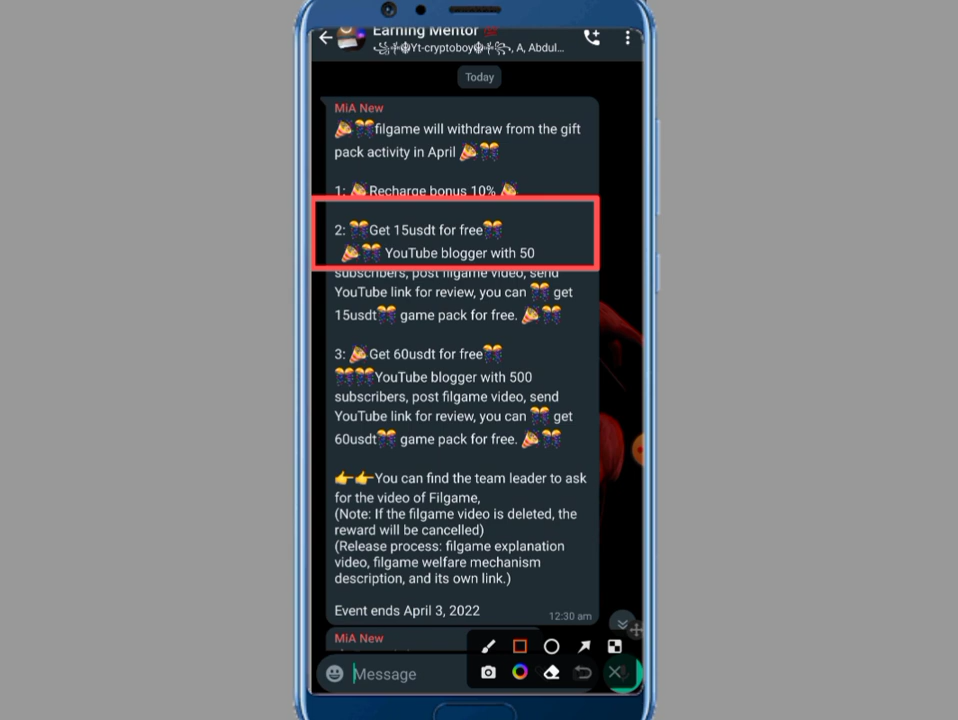 Earning Mentor 💯
꧁༒☬Yt-cryptoboy☬༒꧂, A, Abdul...
Today
MiA New
🎉🎊filgame will withdraw from the gift
pack activity in April 🎉🎊
1: 🎉Recharge bonus 10% 🎉
2: 🎊Get 15usdt for free🎊
🎉🎊 YouTube blogger with 50
subscribers, post filgame video, send
YouTube link for review, you can 🎊 get
15usdt🎊 game pack for free. 🎉🎊
3: 🎉Get 60usdt for free🎊
🎊🎊YouTube blogger with 500
subscribers, post filgame video, send
YouTube link for review, you can 🎊 get
60usdt🎊 game pack for free. 🎉🎊
👉👉You can find the team leader to ask
for the video of Filgame,
(Note: If the filgame video is deleted, the
reward will be cancelled)
(Release process: filgame explanation
video, filgame welfare mechanism
description, and its own link.)
Event ends April 3, 2022
12:30 am
MiA New
Message